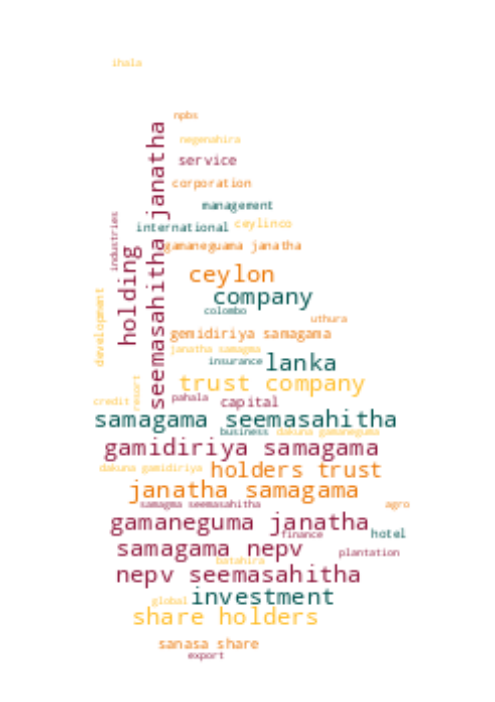 ihala
npbs
negenahira
service
corporation
management
ceylinco
international
gamaneguama janatha
seemasahitha janatha
industries
holding
ceylon
company
colombo
development
uthura
gemidiriya samagama
janatha samagma
insurance
lanka
trust company
resort
credit
pahala
capital
samagama seemasahitha
business
dakuna gamaneguma
gamidiriya samagama
dakuna gamidiriya
holders trust
janatha samagama
samagma seemasahitha
agro
gamaneguma janatha
finance
hotel
samagama nepv
plantation
batahira
nepv seemasahitha
global
investment
share holders
sanasa share
export